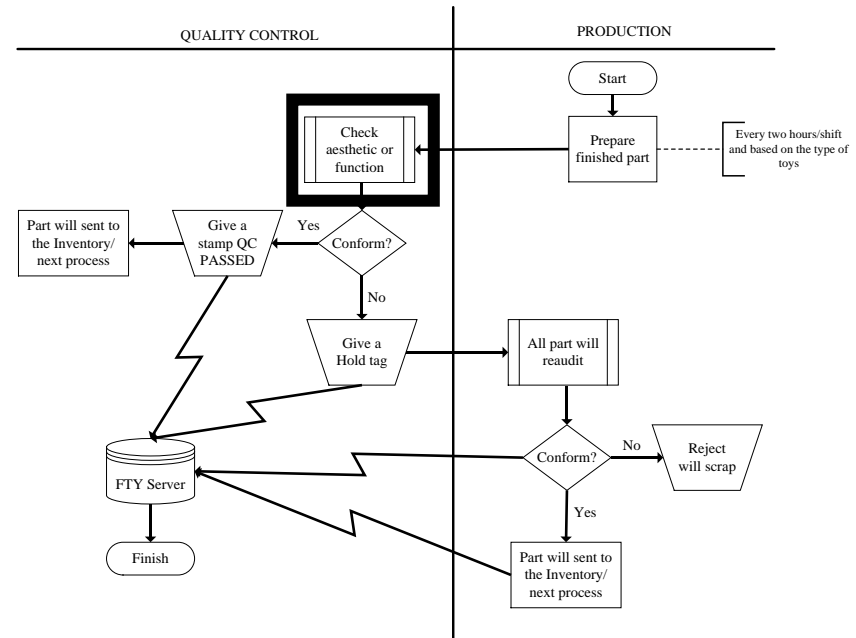 QUALITY CONTROL
PRODUCTION
Start
Check
aesthetic or
function
Prepare
finished part
Every two hours/shift
and based on the type of
toys
Part will sent to
the Inventory/
next process
Give a
stamp QC
PASSED
Yes
Conform?
No
Give a
Hold tag
All part will
reaudit
Conform?
No
Reject
will scrap
FTY Server
Yes
Finish
Part will sent to
the Inventory/
next process